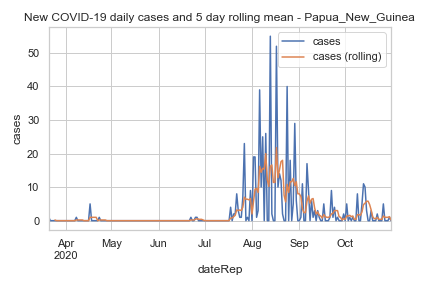 New COVID-19 daily cases and 5 day rolling mean - Papua_New_Guinea
cases
cases (rolling)
50
40
30
20
10
0
cases
Apr
2020
May
Jun
Jul
Aug
Sep
Oct
dateRep